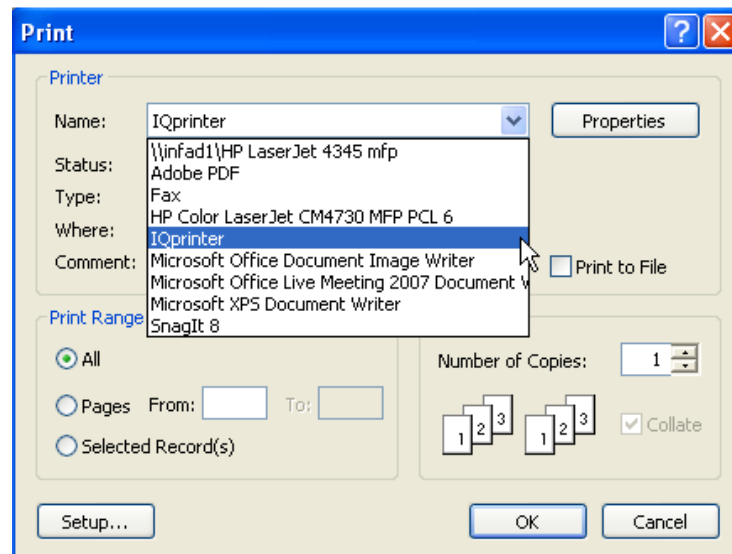 Print
Printer
Name: IQprinter Properties
\\infad1\HP LaserJet 4345 mfp
Status:
Adobe PDF
Type:
Fax
HP Color LaserJet CM4730 MFP PCL 6
Where:
IQprinter
Comment:
Microsoft Office Document Image Writer
Print to File
Microsoft Office Live Meeting 2007 Document
Microsoft XPS Document Writer
Print Range
SnagIt 8
All
Number of Copies: 1
Pages From: To:
1 2 3 1 2 3
Collate
Selected Record(s)
Setup... OK Cancel